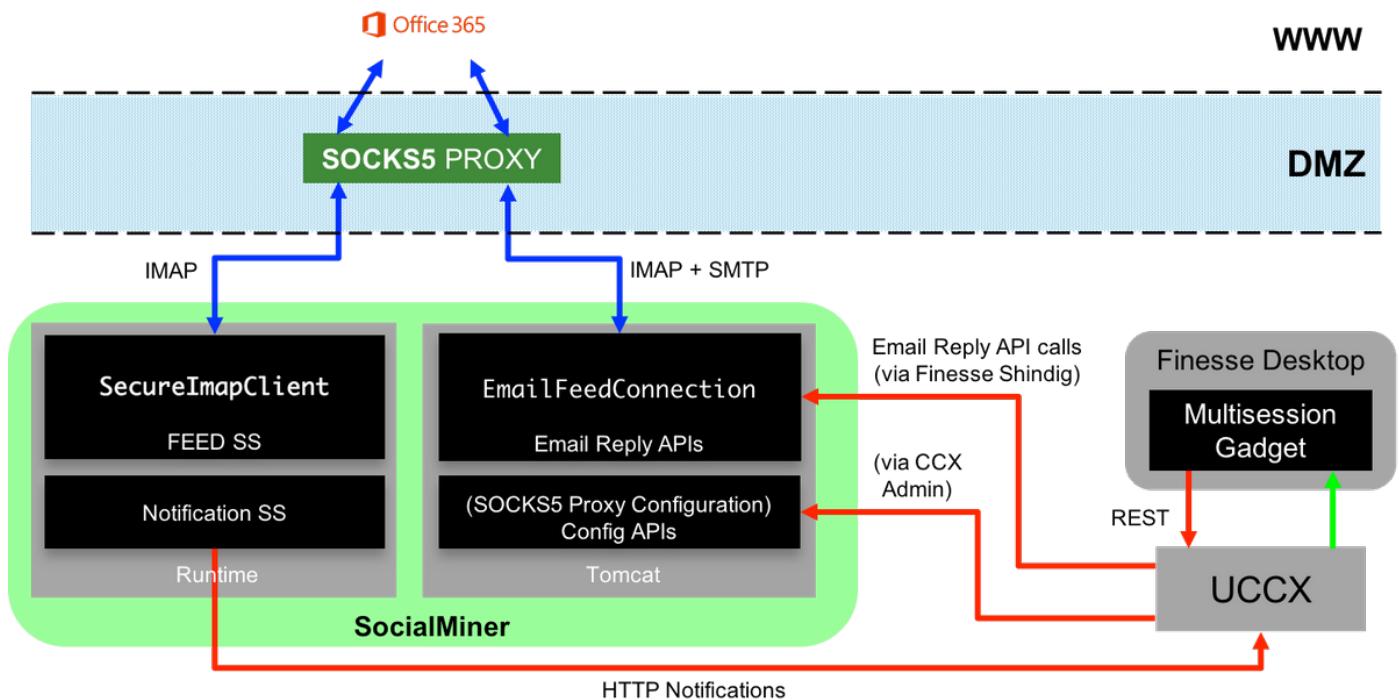 Office 365
WWW
SOCKS5 PROXY
DMZ
IMAP
IMAP + SMTP
SecureImapClient
FEED SS
Notification SS
Runtime
EmailFeedConnection
Email Reply APIs
(SOCKS5 Proxy Configuration)
Config APIs
Tomcat
SocialMiner
Email Reply API calls
(via Finesse Shindig)
(via CCX
Admin)
Finesse Desktop
Multisession
Gadget
REST
UCCX
HTTP Notifications